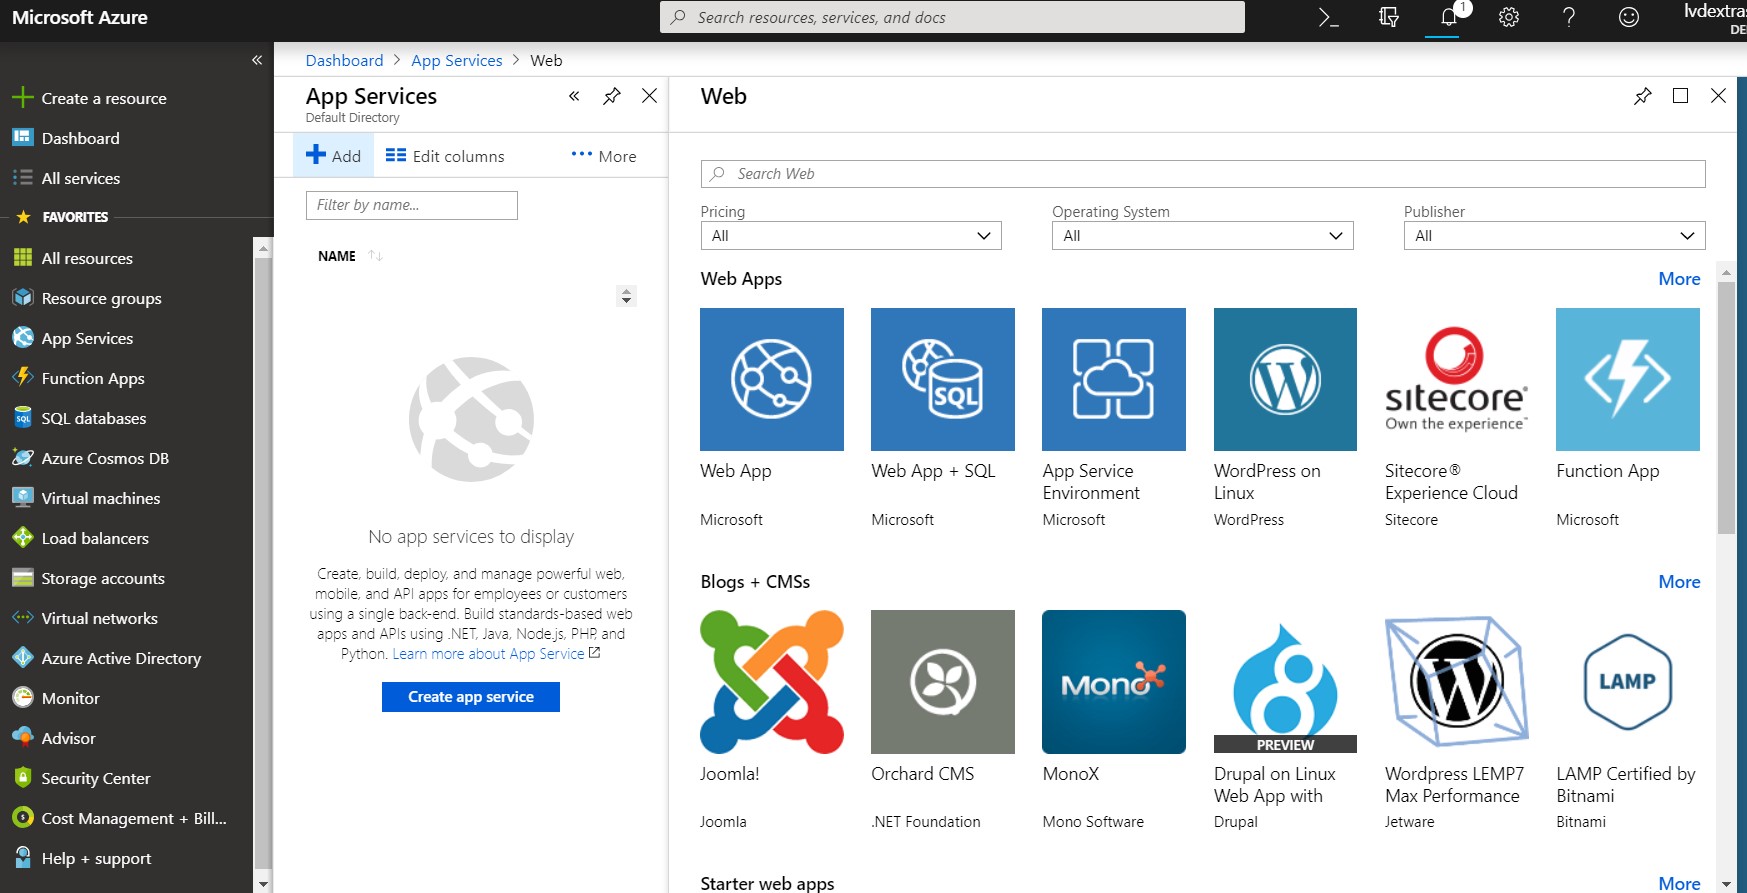 Microsoft Azure
Search resources, services, and docs
1
lvdextras
Dashboard > App Services > Web
Create a resource
Dashboard
All services
FAVORITES
All resources
Resource groups
App Services
Function Apps
SQL databases
Azure Cosmos DB
Virtual machines
Load balancers
Storage accounts
Virtual networks
Azure Active Directory
Monitor
Advisor
Security Center
Cost Management + Bill...
Help + support
App Services
Default Directory
Add
Edit columns
More
Filter by name...
NAME
No app services to display
Create, build, deploy, and manage powerful web,
mobile, and API apps for employees or customers
using a single back-end. Build standards-based web
apps and APIs using .NET, Java, Node.js, PHP, and
Python. Learn more about App Service
Create app service
Web
Search Web
Pricing
All
Operating System
All
Publisher
All
Web Apps
More
SQL
sitecore®
Own the experience™
Web App
Microsoft
Web App + SQL
Microsoft
App Service
Environment
Microsoft
WordPress on
Linux
WordPress
Sitecore®
Experience Cloud
Sitecore
Function App
Microsoft
Blogs + CMSs
More
Mono
PREVIEW
LAMP
Joomla!
Joomla
Orchard CMS
.NET Foundation
MonoX
Mono Software
Drupal on Linux
Web App with
Drupal
Wordpress LEMP7
Max Performance
Jetware
LAMP Certified by
Bitnami
Bitnami
Starter web apps
More